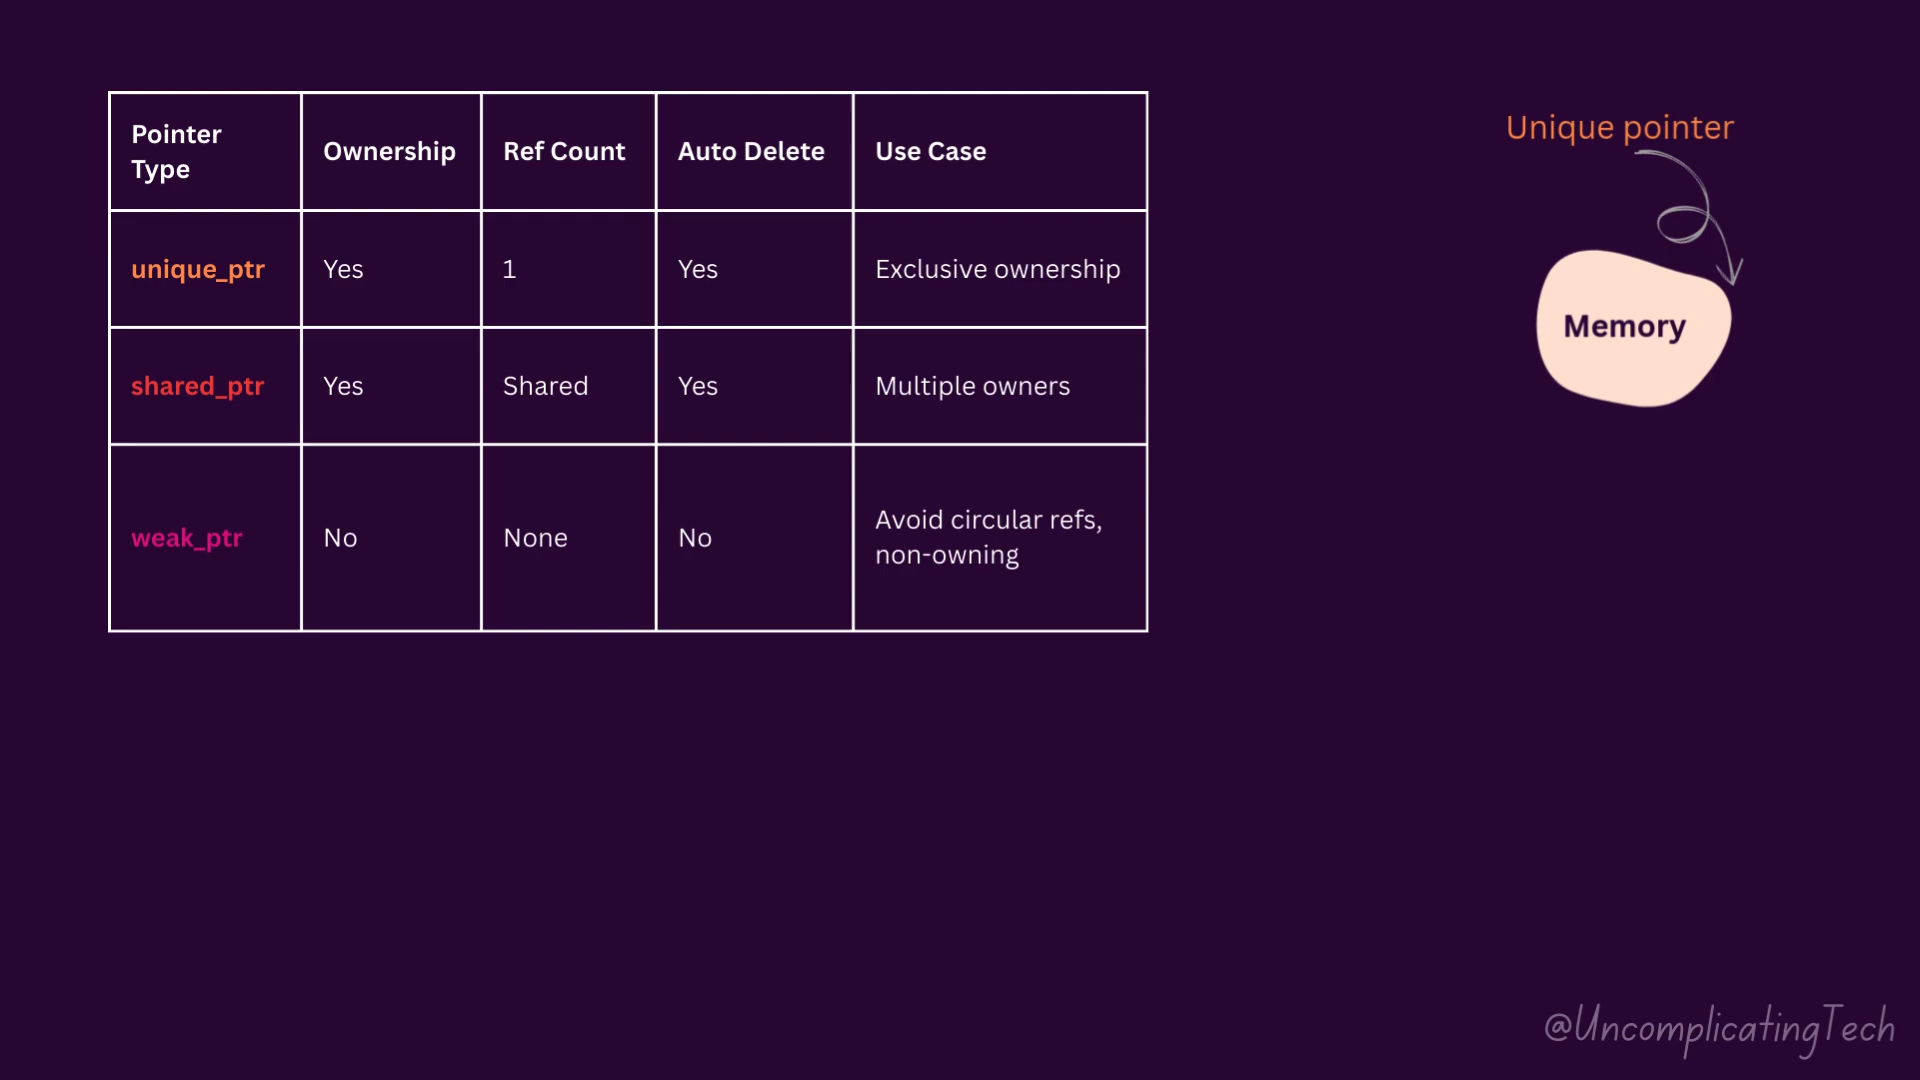 Pointer
Type
Ownership
Ref Count
Auto Delete
Use Case
unique_ptr
Yes
1
Yes
Exclusive ownership
shared_ptr
Yes
Shared
Yes
Multiple owners
weak_ptr
No
None
No
Avoid circular refs,
non-owning
Unique pointer
Memory
@UncomplicatingTech